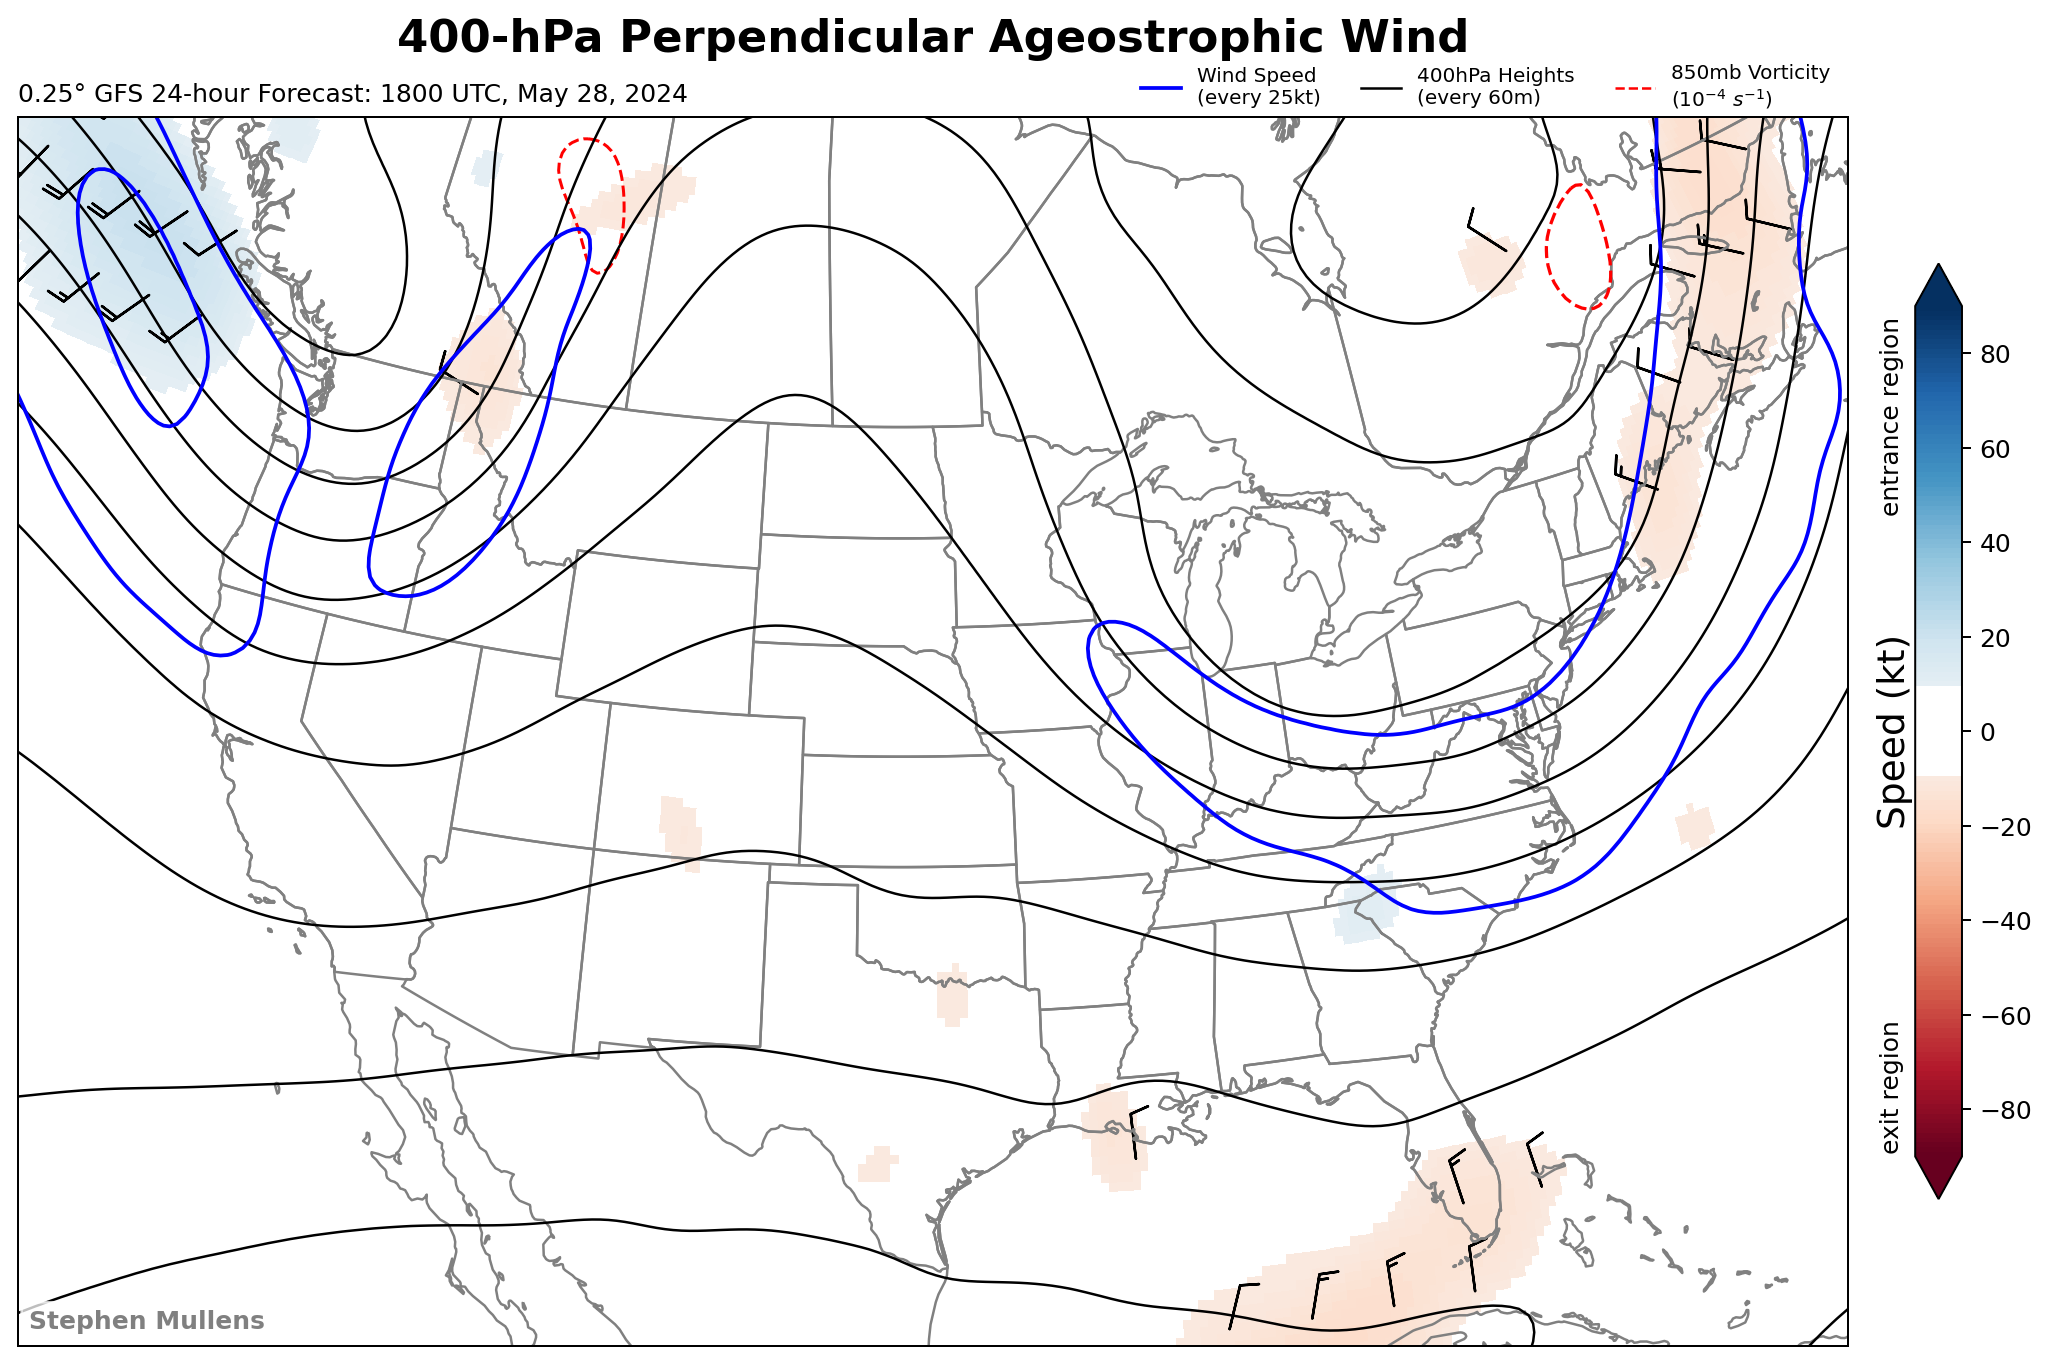 400-hPa Perpendicular Ageostrophic Wind
0.25° GFS 24-hour Forecast: 1800 UTC, May 28, 2024
Wind Speed
(every 25kt)
400hPa Heights
(every 60m)
850mb Vorticity
(10⁻⁴ s⁻¹)
entrance region
Speed (kt)
exit region
80
60
40
20
0
−20
−40
−60
−80
Stephen Mullens